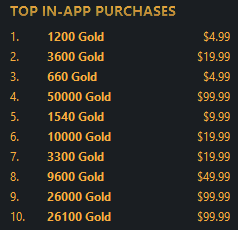 TOP IN-APP PURCHASES
1. 1200 Gold $4.99
2. 3600 Gold $19.99
3. 660 Gold $4.99
4. 50000 Gold $99.99
5. 1540 Gold $9.99
6. 10000 Gold $19.99
7. 3300 Gold $19.99
8. 9600 Gold $49.99
9. 26000 Gold $99.99
10. 26100 Gold $99.99